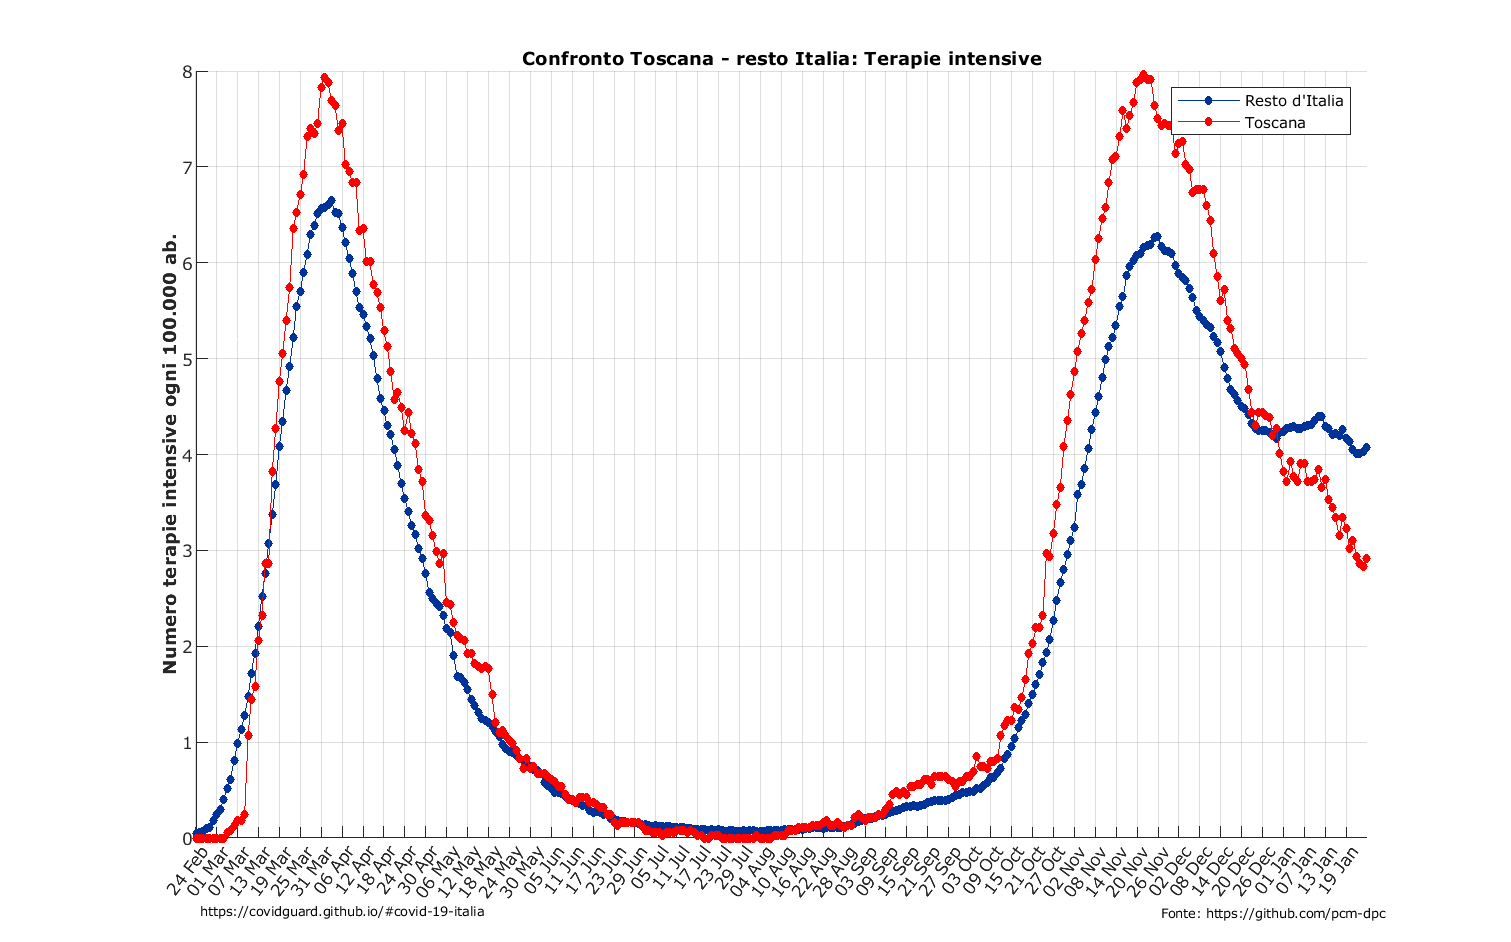 Confronto Toscana - resto Italia: Terapie intensive
Resto d'Italia
Toscana
Numero terapie intensive ogni 100.000 ab.
8
7
6
5
4
3
2
1
0
24 Feb
01 Mar
07 Mar
13 Mar
19 Mar
25 Mar
31 Mar
06 Apr
12 Apr
18 Apr
24 Apr
30 Apr
06 May
12 May
18 May
24 May
30 May
05 Jun
11 Jun
17 Jun
23 Jun
29 Jun
05 Jul
11 Jul
17 Jul
23 Jul
29 Jul
04 Aug
10 Aug
16 Aug
22 Aug
28 Aug
03 Sep
09 Sep
15 Sep
21 Sep
27 Sep
03 Oct
09 Oct
15 Oct
21 Oct
27 Oct
02 Nov
08 Nov
14 Nov
20 Nov
26 Nov
02 Dec
08 Dec
14 Dec
20 Dec
26 Dec
01 Jan
07 Jan
13 Jan
19 Jan
https://covidguard.github.io/#covid-19-italia
Fonte: https://github.com/pcm-dpc